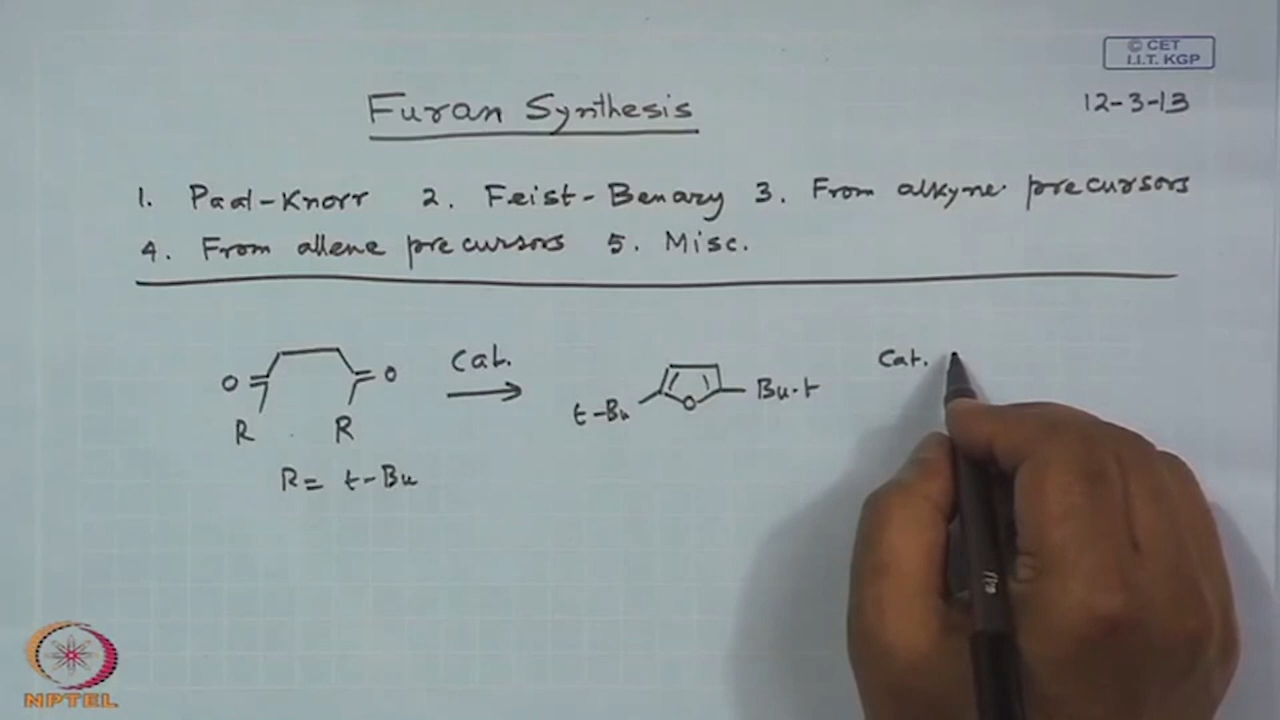 © CET
I.I.T. KGP
Furan Synthesis
12-3-13
1. Paal-Knorr 2. Feist-Benary 3. From alkyne precursors
4. From allene precursors 5. Misc.
O O cat. t-Bu O Bu-t Cat.
R R
R = t-Bu
NPTEL